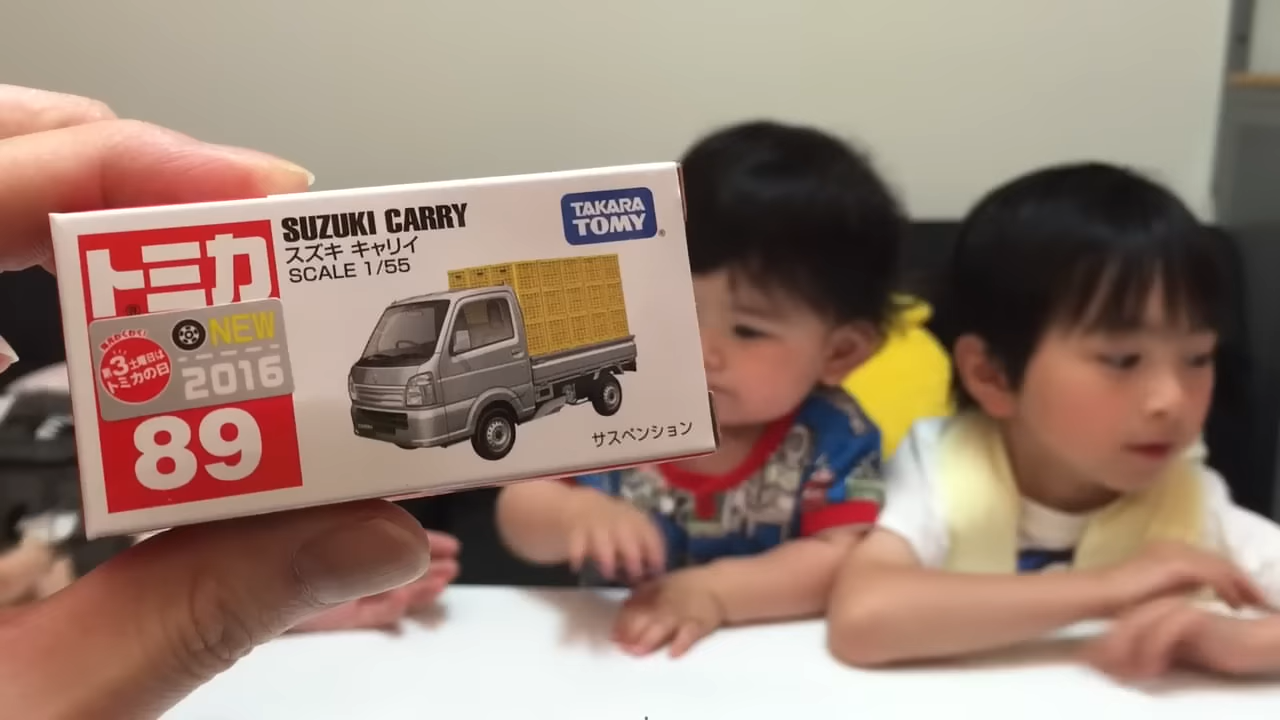 トミカ
SUZUKI CARRY
スズキ キャリイ
SCALE 1/55
TAKARA
TOMY
®
NEW
2016
第3土曜日は
トミカの日
89
サスペンション